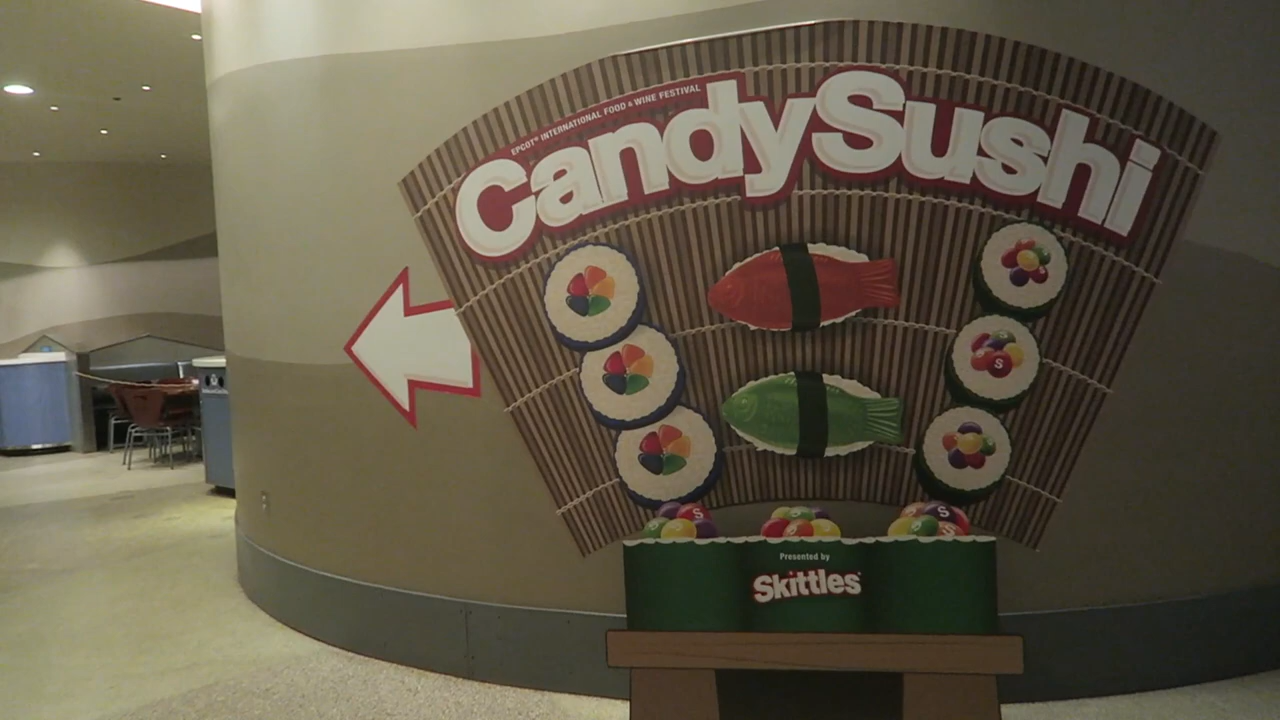 EPCOT® INTERNATIONAL FOOD & WINE FESTIVAL
CandySushi
S
S
S
Presented by
Skittles